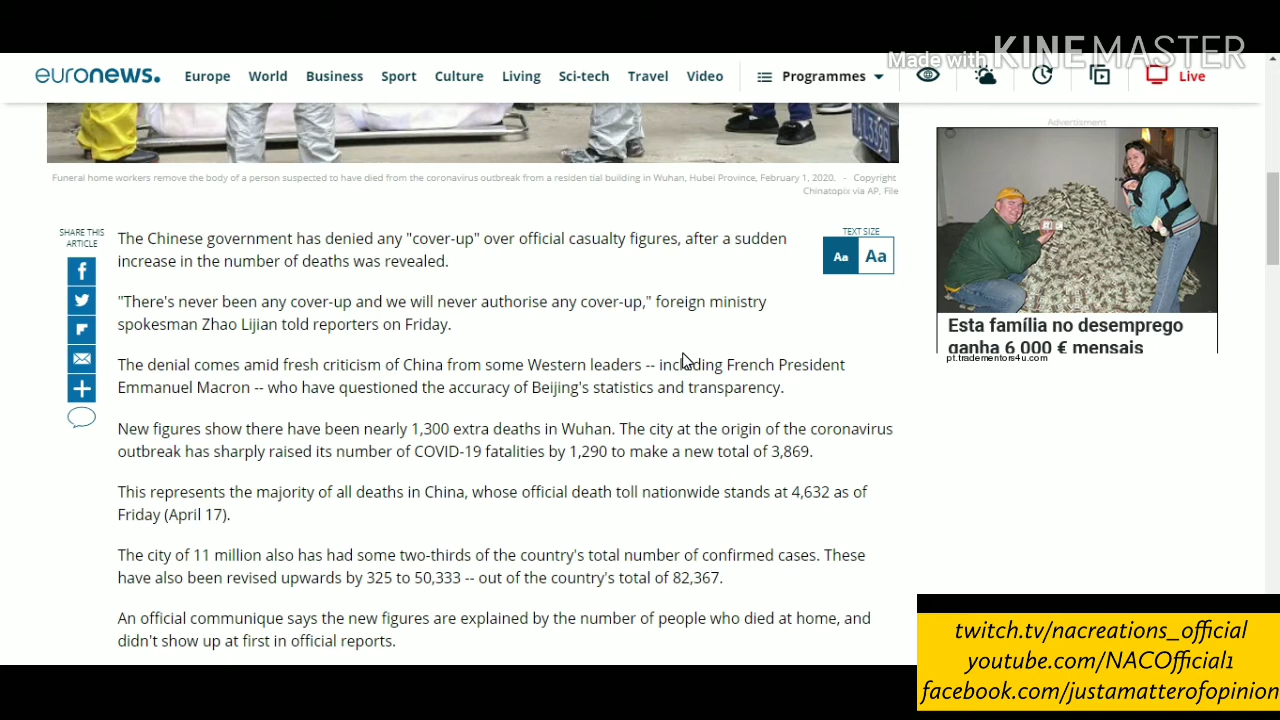 Made with KINEMASTER
euronews.
Europe World Business Sport Culture Living Sci-tech Travel Video Programmes Live
Advertisment
Funeral home workers remove the body of a person suspected to have died from the coronavirus outbreak from a residen tial building in Wuhan, Hubei Province, February 1, 2020. - Copyright
Chinatopix via AP, File
SHARE THIS
ARTICLE
TEXT SIZE
Aa Aa
The Chinese government has denied any "cover-up" over official casualty figures, after a sudden
increase in the number of deaths was revealed.
"There's never been any cover-up and we will never authorise any cover-up," foreign ministry
spokesman Zhao Lijian told reporters on Friday.
The denial comes amid fresh criticism of China from some Western leaders -- including French President
Emmanuel Macron -- who have questioned the accuracy of Beijing's statistics and transparency.
New figures show there have been nearly 1,300 extra deaths in Wuhan. The city at the origin of the coronavirus
outbreak has sharply raised its number of COVID-19 fatalities by 1,290 to make a new total of 3,869.
This represents the majority of all deaths in China, whose official death toll nationwide stands at 4,632 as of
Friday (April 17).
The city of 11 million also has had some two-thirds of the country's total number of confirmed cases. These
have also been revised upwards by 325 to 50,333 -- out of the country's total of 82,367.
An official communique says the new figures are explained by the number of people who died at home, and
didn't show up at first in official reports.
Esta família no desemprego
ganha 6 000 € mensais
pt.tradementors4u.com
twitch.tv/nacreations_official
youtube.com/NACOfficial1
facebook.com/justamatterofopinion